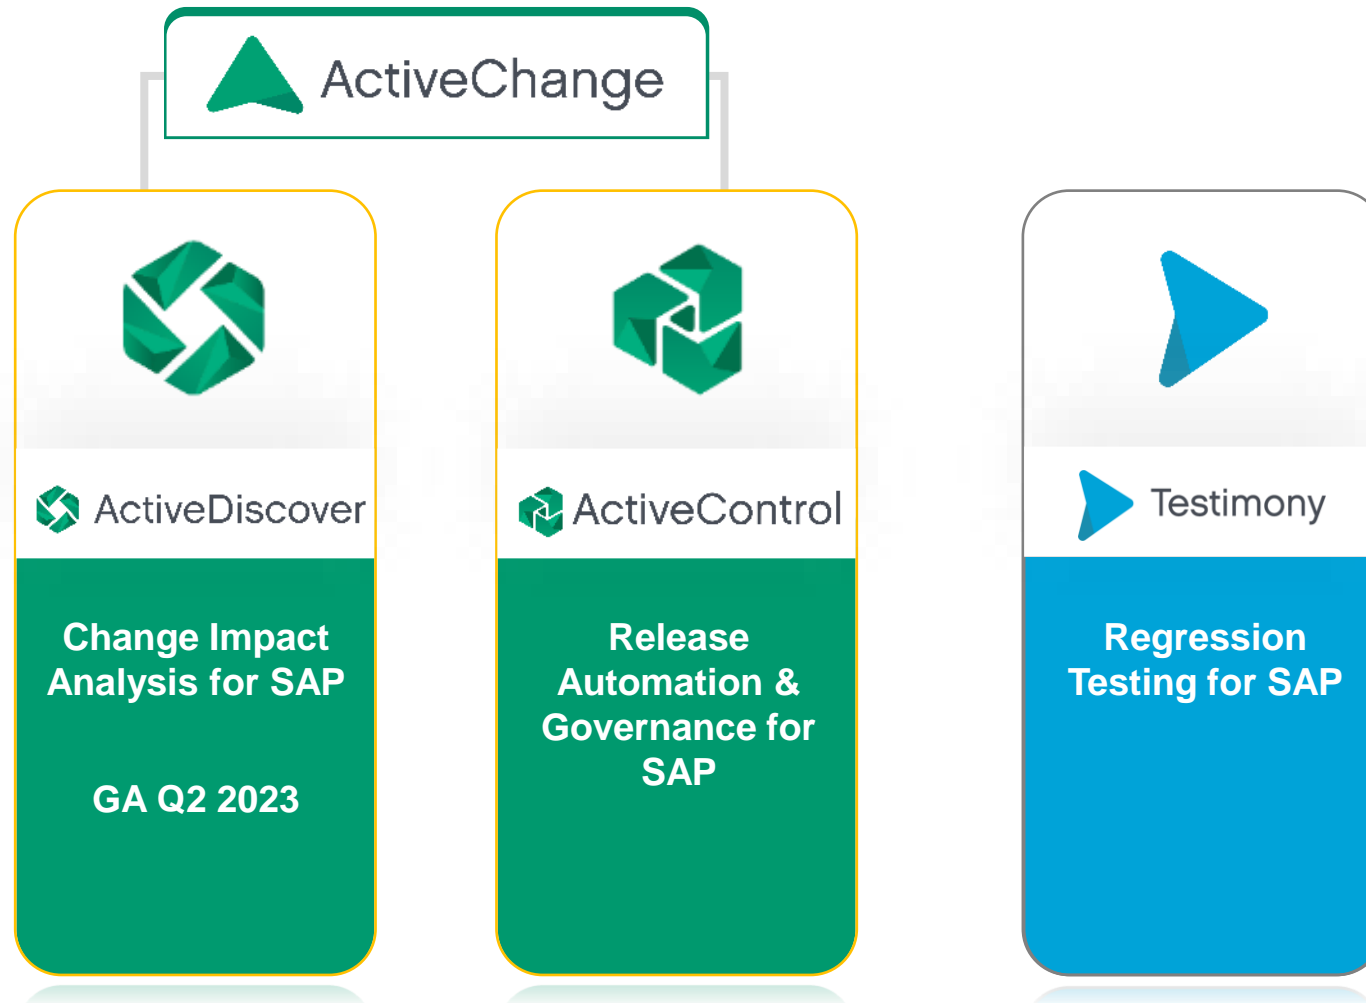 ActiveChange
ActiveDiscover
Change Impact
Analysis for SAP
GA Q2 2023
ActiveControl
Release
Automation &
Governance for
SAP
Testimony
Regression
Testing for SAP